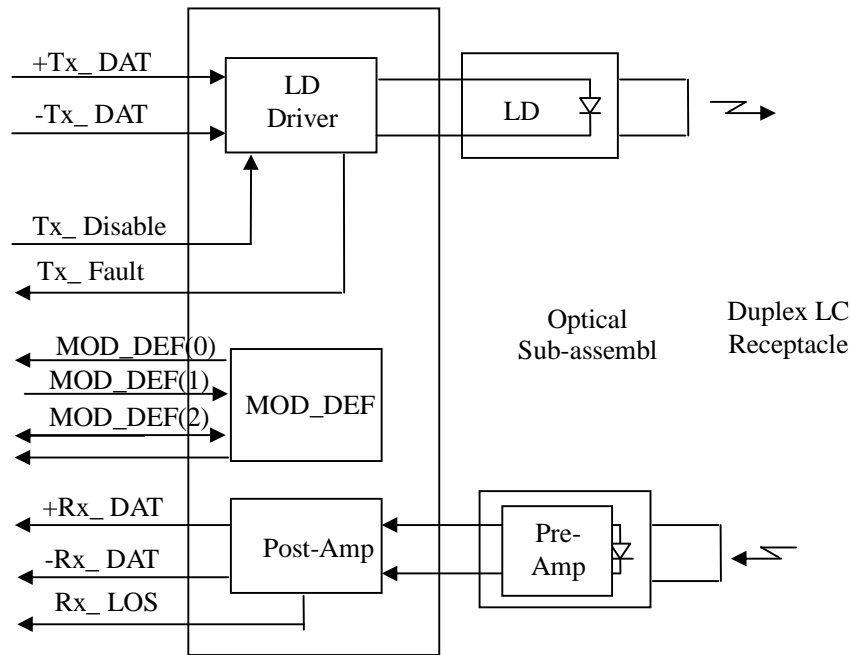 +Tx_ DAT
-Tx_ DAT
LD
Driver
LD
Tx_ Disable
Tx_ Fault
Optical
Sub-assembl
Duplex LC
Receptacle
MOD_DEF(0)
MOD_DEF(1)
MOD_DEF(2)
MOD_DEF
+Rx_ DAT
-Rx_ DAT
Rx_ LOS
Post-Amp
Pre-
Amp